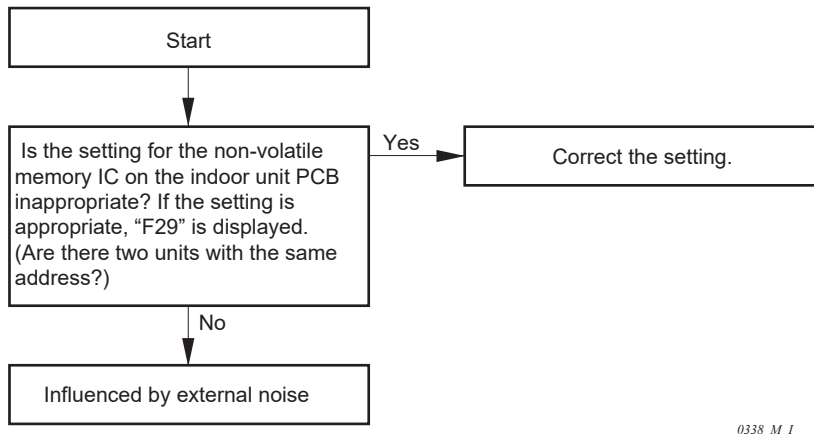 Start
Is the setting for the non-volatile
memory IC on the indoor unit PCB
inappropriate? If the setting is
appropriate, “F29” is displayed.
(Are there two units with the same
address?)
Yes
Correct the setting.
No
Influenced by external noise
0338_M_I